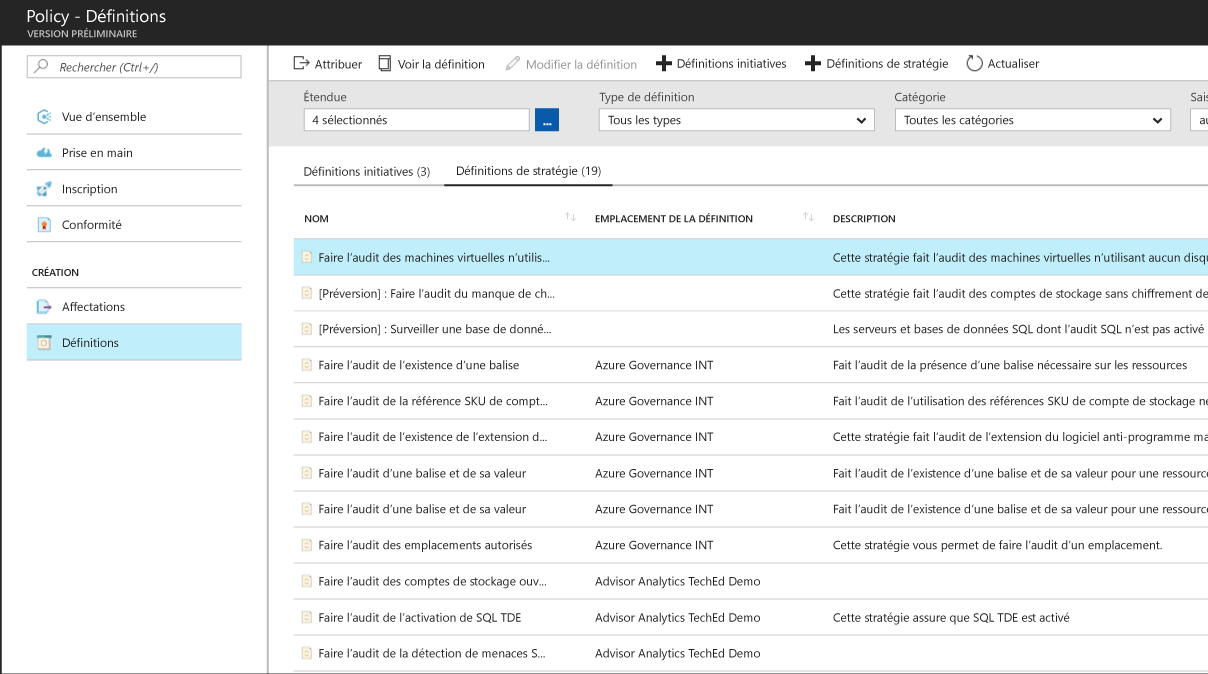 Policy - Définitions
VERSION PRÉLIMINAIRE
Rechercher (Ctrl+/)
Vue d'ensemble
Prise en main
Inscription
Conformité
CRÉATION
Affectations
Définitions
Attribuer Voir la définition Modifier la définition Définitions initiatives Définitions de stratégie Actualiser
Étendue Type de définition Catégorie
4 sélectionnés ... Tous les types Toutes les catégories
Définitions initiatives (3) Définitions de stratégie (19)
NOM EMPLACEMENT DE LA DÉFINITION DESCRIPTION
Faire l'audit des machines virtuelles n'utilis... Cette stratégie fait l'audit des machines virtuelles n'utilisant aucun disqu
[Préversion] : Faire l'audit du manque de ch... Cette stratégie fait l'audit des comptes de stockage sans chiffrement de
[Préversion] : Surveiller une base de donné... Les serveurs et bases de données SQL dont l'audit SQL n'est pas activé
Faire l'audit de l'existence d'une balise Azure Governance INT Fait l'audit de la présence d'une balise nécessaire sur les ressources
Faire l'audit de la référence SKU de compt... Azure Governance INT Fait l'audit de l'utilisation des références SKU de compte de stockage ne
Faire l'audit de l'existence de l'extension d... Azure Governance INT Cette stratégie fait l'audit de l'extension du logiciel anti-programme ma
Faire l'audit d'une balise et de sa valeur Azure Governance INT Fait l'audit de l'existence d'une balise et de sa valeur pour une ressourc
Faire l'audit d'une balise et de sa valeur Azure Governance INT Fait l'audit de l'existence d'une balise et de sa valeur pour une ressourc
Faire l'audit des emplacements autorisés Azure Governance INT Cette stratégie vous permet de faire l'audit d'un emplacement.
Faire l'audit des comptes de stockage ouv... Advisor Analytics TechEd Demo
Faire l'audit de l'activation de SQL TDE Advisor Analytics TechEd Demo Cette stratégie assure que SQL TDE est activé
Faire l'audit de la détection de menaces S... Advisor Analytics TechEd Demo